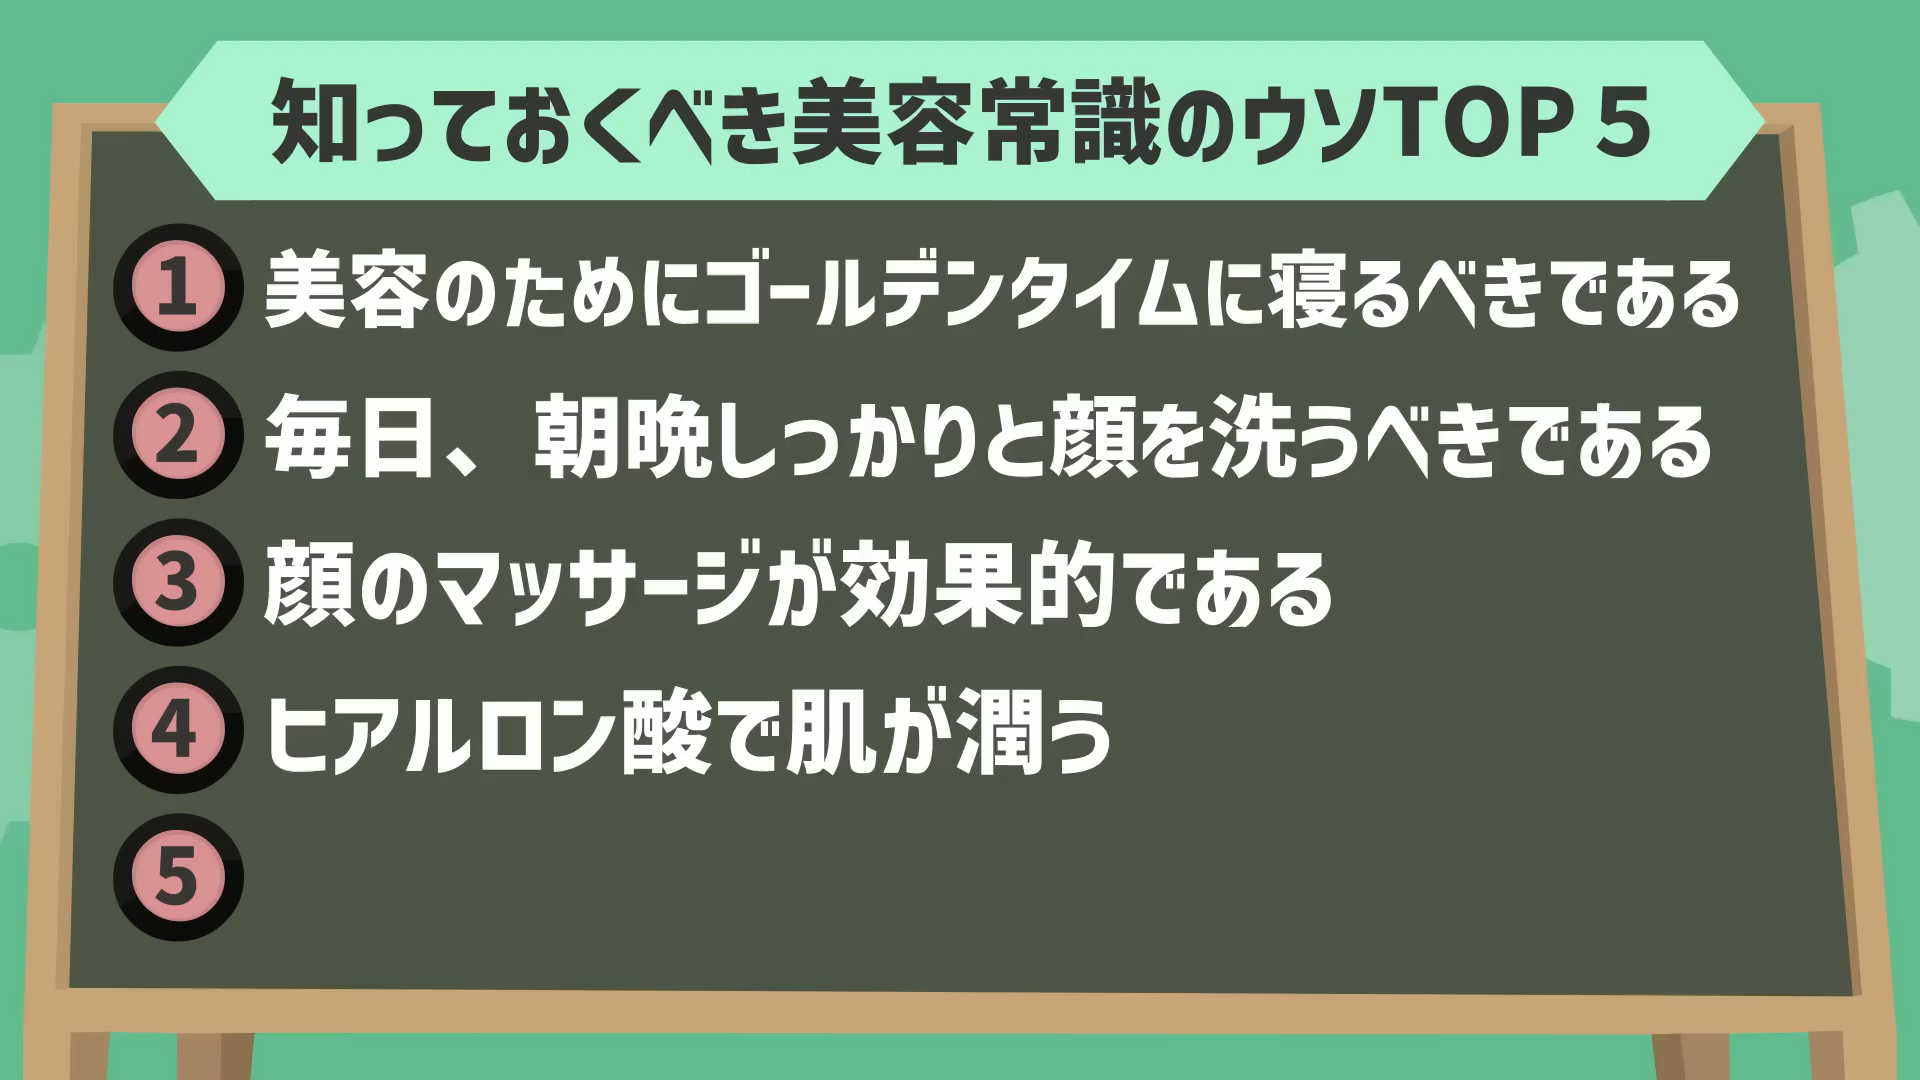 知っておくべき美容常識のウソTOP５
1 美容のためにゴールデンタイムに寝るべきである
2 毎日、朝晩しっかりと顔を洗うべきである
3 顔のマッサージが効果的である
4 ヒアルロン酸で肌が潤う
5